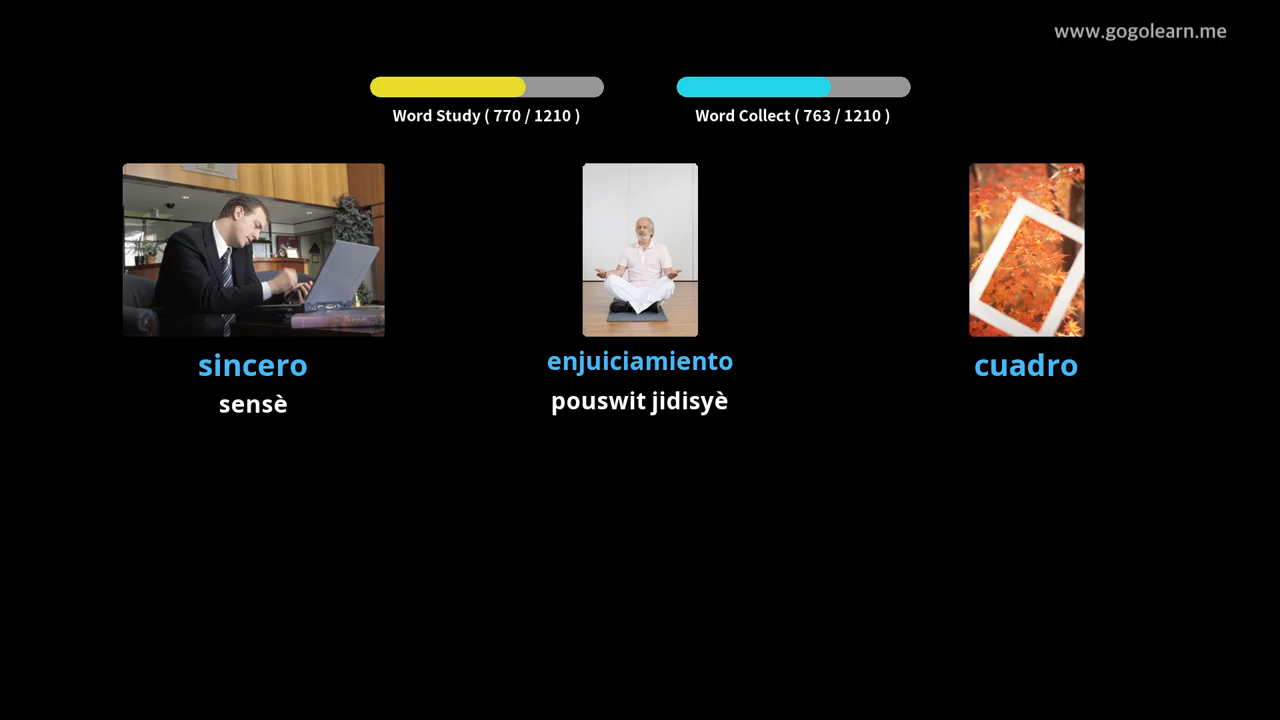 www.gogolearn.me
Word Study ( 770 / 1210 )
Word Collect ( 763 / 1210 )
sincero
enjuiciamiento
cuadro
sensè
pouswit jidisyè